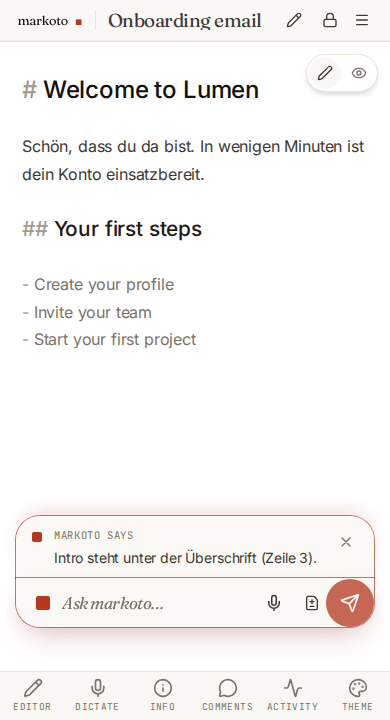 markoto
Onboarding email
# Welcome to Lumen
Schön, dass du da bist. In wenigen Minuten ist
dein Konto einsatzbereit.
## Your first steps
- Create your profile
- Invite your team
- Start your first project
MARKOTO SAYS
Intro steht unter der Überschrift (Zeile 3).
Ask markoto...
EDITOR DICTATE INFO COMMENTS ACTIVITY THEME